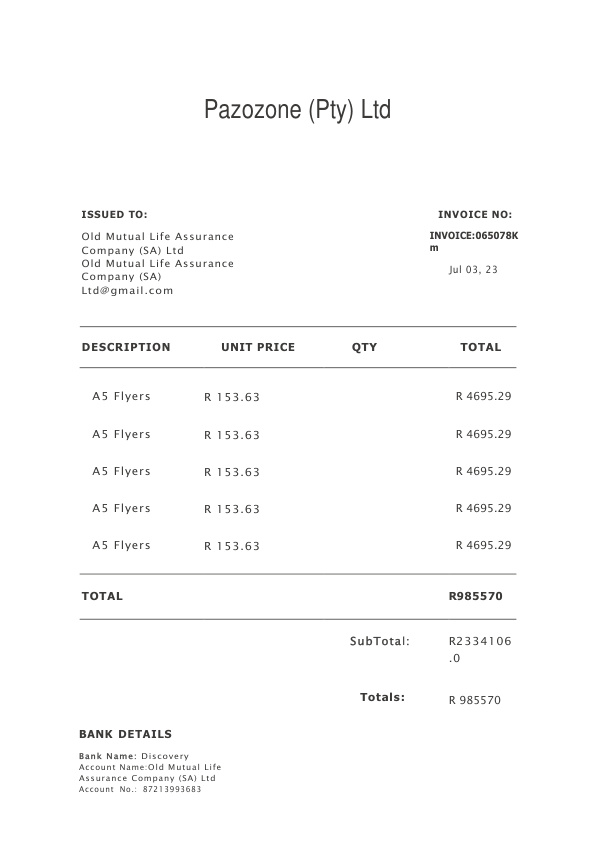 Pazozone (Pty) Ltd
ISSUED TO:
INVOICE NO:
Old Mutual Life Assurance
Company (SA) Ltd
Old Mutual Life Assurance
Company (SA)
Ltd@gmail.com
INVOICE:065078K
m
Jul 03, 23
DESCRIPTION UNIT PRICE QTY TOTAL
A5 Flyers R 153.63 R 4695.29
A5 Flyers R 153.63 R 4695.29
A5 Flyers R 153.63 R 4695.29
A5 Flyers R 153.63 R 4695.29
A5 Flyers R 153.63 R 4695.29
TOTAL R985570
SubTotal: R2334106
.0
Totals: R 985570
BANK DETAILS
Bank Name: Discovery
Account Name:Old Mutual Life
Assurance Company (SA) Ltd
Account No.: 87213993683